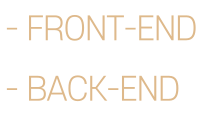 - FRONT-END
- BACK-END